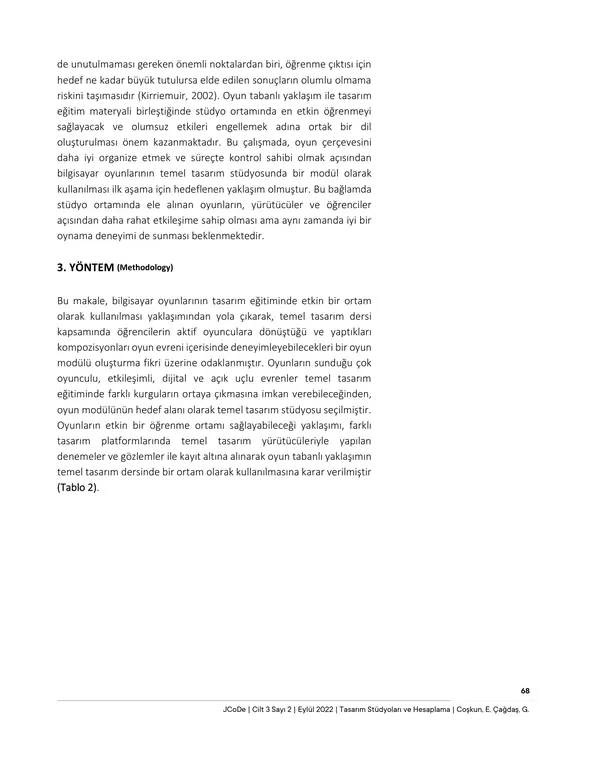 de unutulmaması gereken önemli noktalardan biri, öğrenme çıktısı için
hedef ne kadar büyük tutulursa elde edilen sonuçların olumlu olmama
riskini taşımasıdır (Kirriemuir, 2002). Oyun tabanlı yaklaşım ile tasarım
eğitim materyali birleştiğinde stüdyo ortamında en etkin öğrenmeyi
sağlayacak ve olumsuz etkileri engellemek adına ortak bir dil
oluşturulması önem kazanmaktadır. Bu çalışmada, oyun çerçevesini
daha iyi organize etmek ve süreçte kontrol sahibi olmak açısından
bilgisayar oyunlarının temel tasarım stüdyosunda bir modül olarak
kullanılması ilk aşama için hedeflenen yaklaşım olmuştur. Bu bağlamda
stüdyo ortamında ele alınan oyunların, yürütücüler ve öğrenciler
açısından daha rahat etkileşime sahip olması ama aynı zamanda iyi bir
oynama deneyimi de sunması beklenmektedir.
3. YÖNTEM (Methodology)
Bu makale, bilgisayar oyunlarının tasarım eğitiminde etkin bir ortam
olarak kullanılması yaklaşımından yola çıkarak, temel tasarım dersi
kapsamında öğrencilerin aktif oyunculara dönüştüğü ve yaptıkları
kompozisyonları oyun evreni içerisinde deneyimleyebilecekleri bir oyun
modülü oluşturma fikri üzerine odaklanmıştır. Oyunların sunduğu çok
oyunculu, etkileşimli, dijital ve açık uçlu evrenler temel tasarım
eğitiminde farklı kurguların ortaya çıkmasına imkan verebileceğinden,
oyun modülünün hedef alanı olarak temel tasarım stüdyosu seçilmiştir.
Oyunların etkin bir öğrenme ortamı sağlayabileceği yaklaşımı, farklı
tasarım platformlarında temel tasarım yürütücüleriyle yapılan
denemeler ve gözlemler ile kayıt altına alınarak oyun tabanlı yaklaşımın
temel tasarım dersinde bir ortam olarak kullanılmasına karar verilmiştir
(Tablo 2).
68
JCoDe | Cilt 3 Sayı 2 | Eylül 2022 | Tasarım Stüdyoları ve Hesaplama | Coşkun, E. Çağdaş, G.